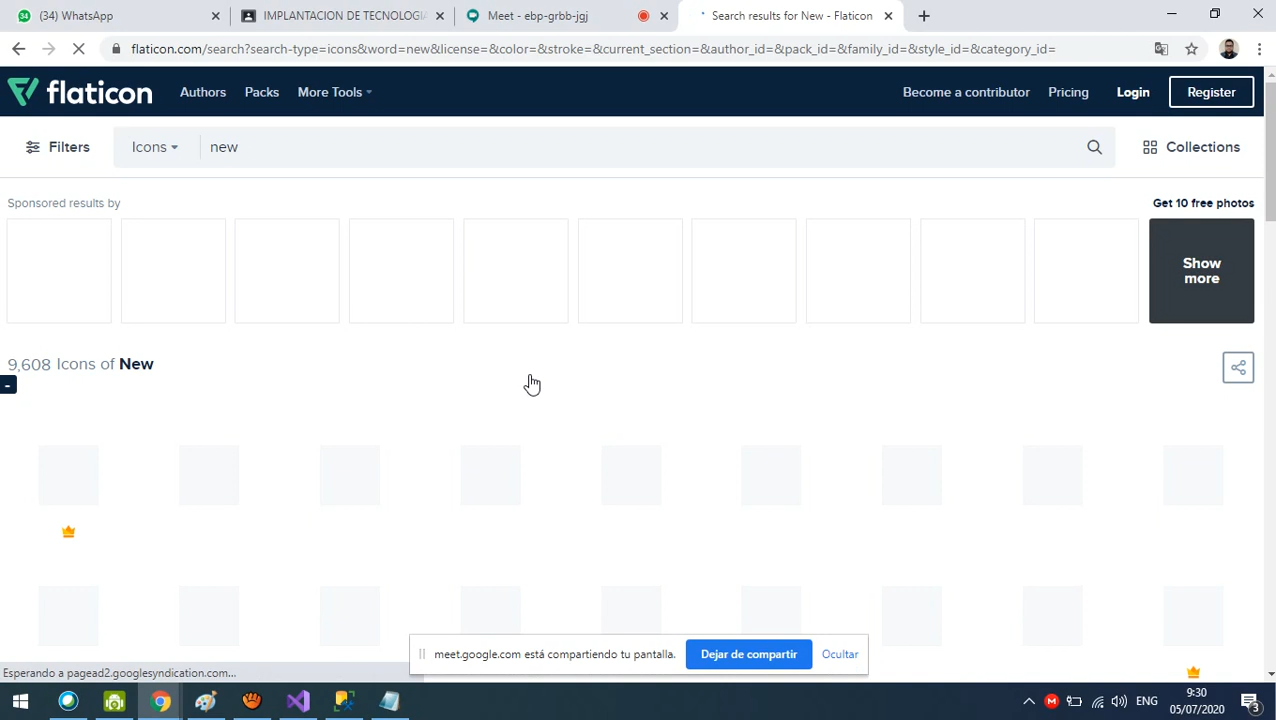 (34) WhatsApp
IMPLANTACION DE TECNOLOGIA
Meet - ebp-grbb-jgj
Search results for New - Flaticon
flaticon.com/search?search-type=icons&word=new&license=&color=&stroke=&current_section=&author_id=&pack_id=&family_id=&style_id=&category_id=
flaticon
Authors
Packs
More Tools
Become a contributor
Pricing
Login
Register
Filters
Icons
new
Collections
Sponsored results by
Get 10 free photos
Show
more
9,608 Icons of New
meet.google.com está compartiendo tu pantalla.
Dejar de compartir
Ocultar
Esperando a pagead2.googlesyndication.com...
ENG
9:30
05/07/2020
3